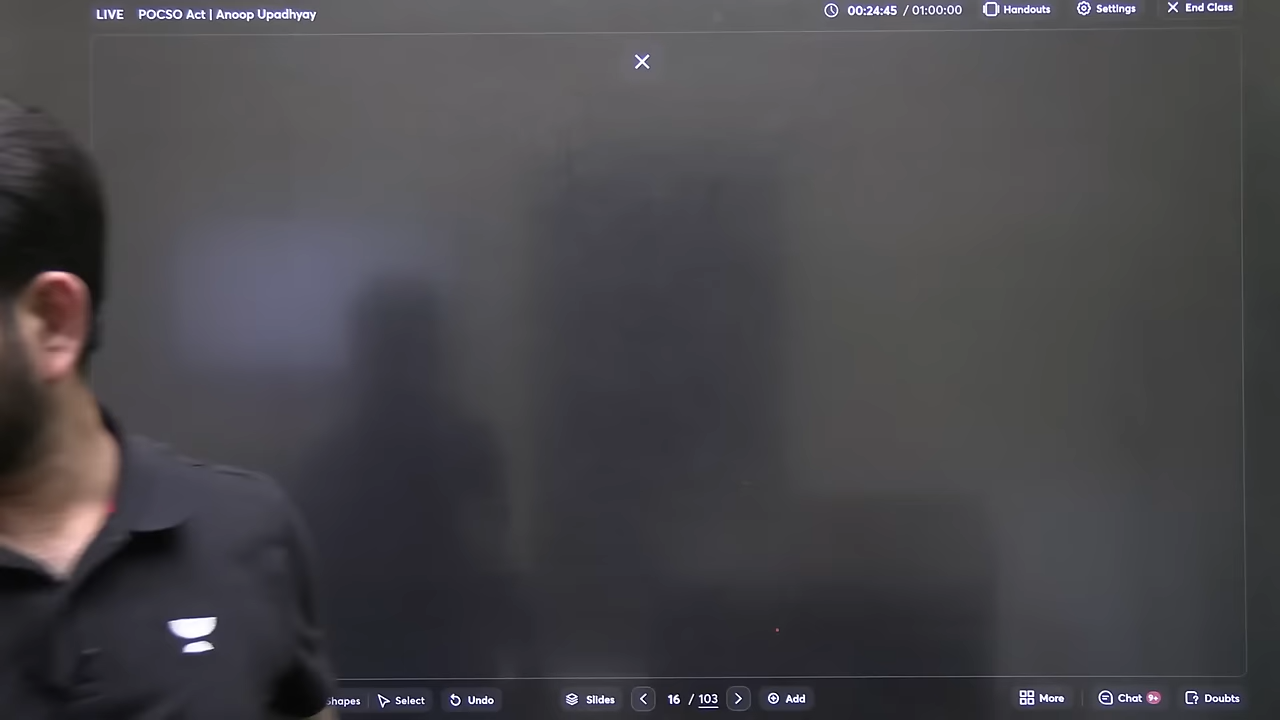 LIVE POCSO Act | Anoop Upadhyay 00:24:45 / 01:00:00 Handouts Settings End Class
Shapes Select Undo Slides 16 / 103 Add More Chat 9+ Doubts